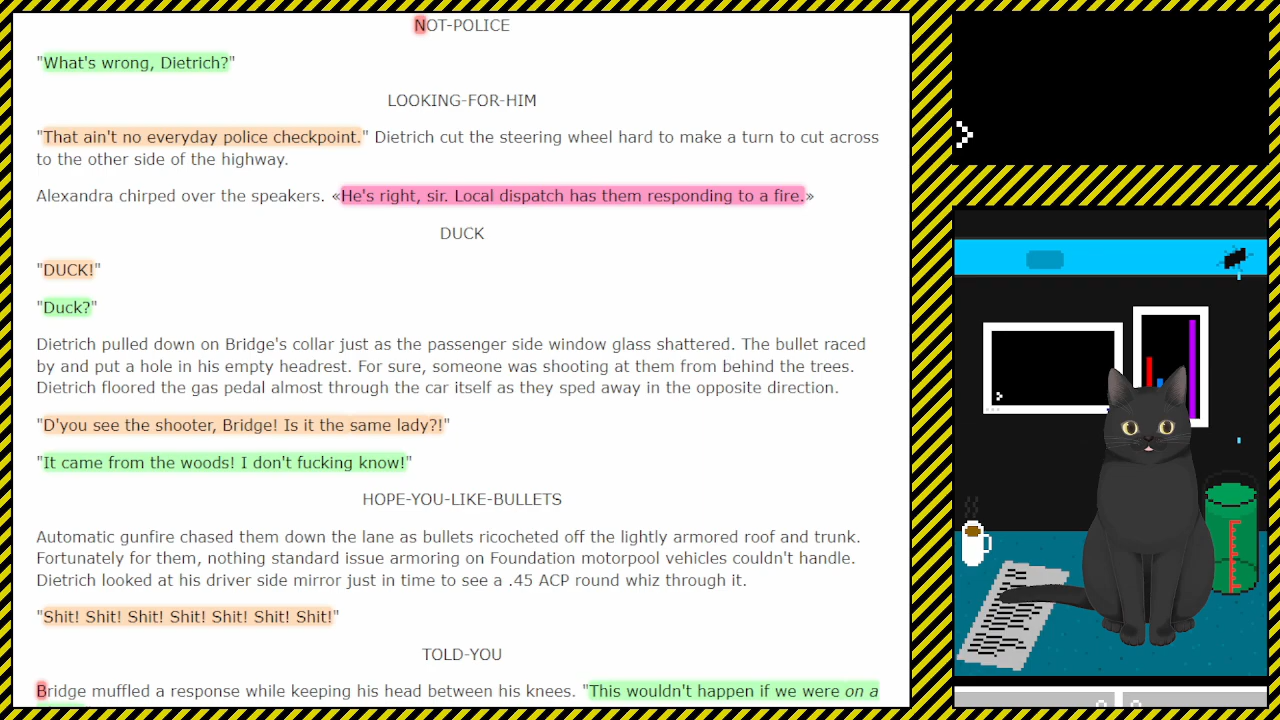 NOT-POLICE
"What's wrong, Dietrich?"
LOOKING-FOR-HIM
"That ain't no everyday police checkpoint." Dietrich cut the steering wheel hard to make a turn to cut across
to the other side of the highway.
Alexandra chirped over the speakers. «He's right, sir. Local dispatch has them responding to a fire.»
DUCK
"DUCK!"
"Duck?"
Dietrich pulled down on Bridge's collar just as the passenger side window glass shattered. The bullet raced
by and put a hole in his empty headrest. For sure, someone was shooting at them from behind the trees.
Dietrich floored the gas pedal almost through the car itself as they sped away in the opposite direction.
"D'you see the shooter, Bridge! Is it the same lady?!"
"It came from the woods! I don't fucking know!"
HOPE-YOU-LIKE-BULLETS
Automatic gunfire chased them down the lane as bullets ricocheted off the lightly armored roof and trunk.
Fortunately for them, nothing standard issue armoring on Foundation motorpool vehicles couldn't handle.
Dietrich looked at his driver side mirror just in time to see a .45 ACP round whiz through it.
"Shit! Shit! Shit! Shit! Shit! Shit! Shit!"
TOLD-YOU
Bridge muffled a response while keeping his head between his knees. "This wouldn't happen if we were on a